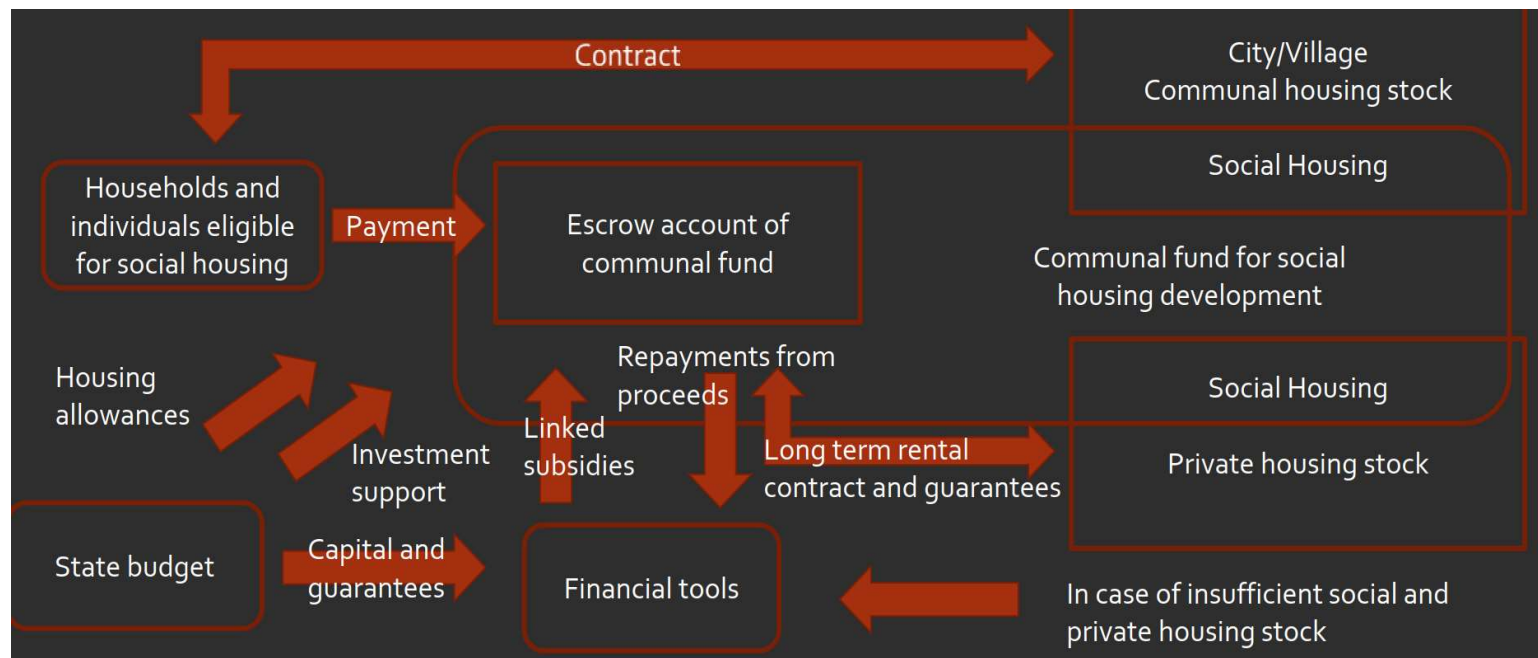 Contract
City/Village
Communal housing stock
Social Housing
Households and
individuals eligible
for social housing
Payment
Escrow account of
communal fund
Communal fund for social
housing development
Repayments from
proceeds
Housing
allowances
Investment
support
Linked
subsidies
Long term rental
contract and guarantees
Social Housing
Private housing stock
State budget
Capital and
guarantees
Financial tools
In case of insufficient social and
private housing stock